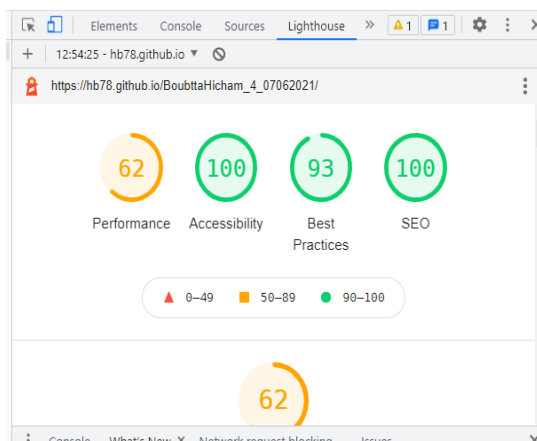 Elements Console Sources Lighthouse » 1 1
+ 12:54:25 - hb78.github.io ▼
https://hb78.github.io/BoubttaHicham_4_07062021/
62 100 93 100
Performance Accessibility Best Practices SEO
0–49 50–89 90–100
62
Console What's New X Network request blocking Issues